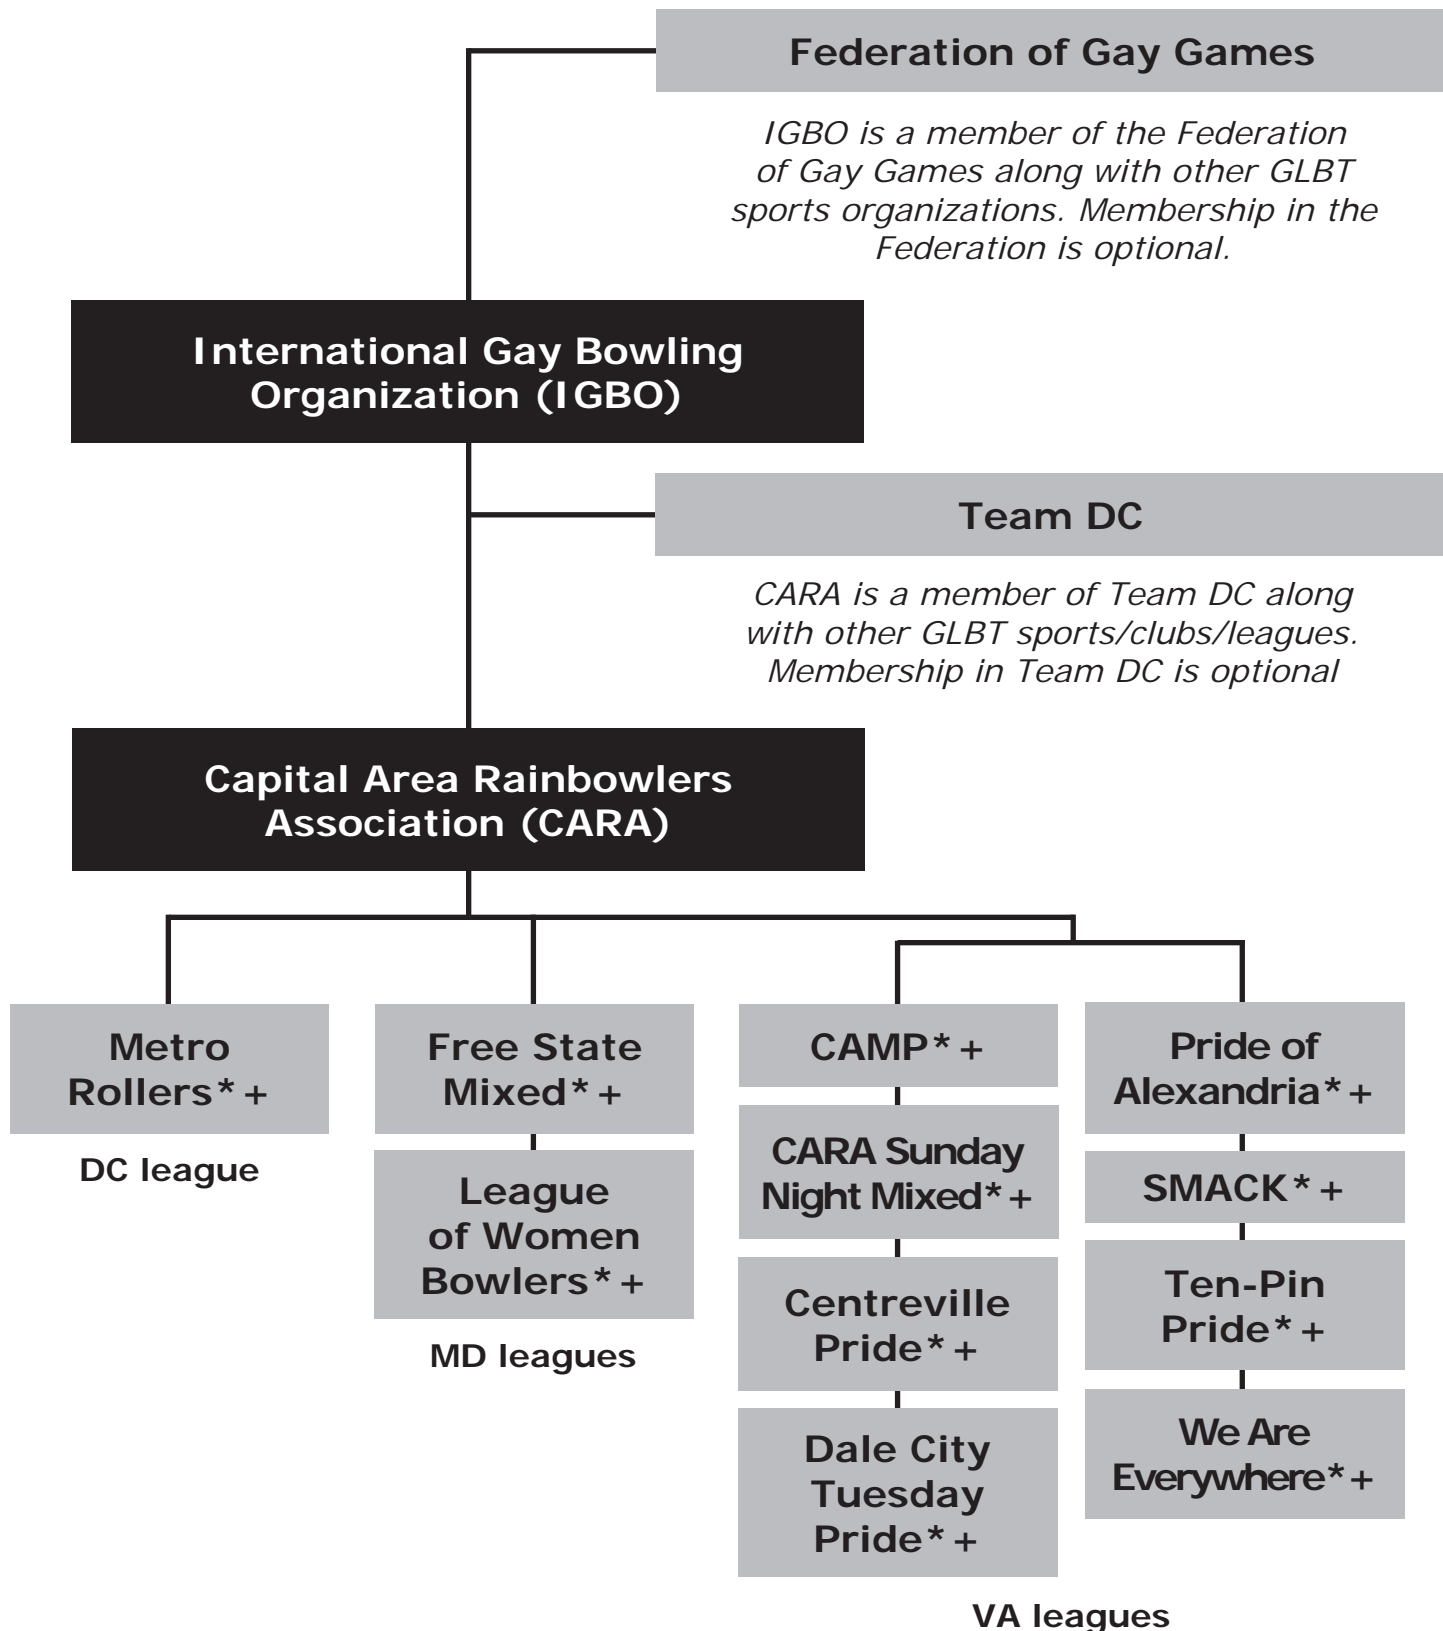 Federation of Gay Games
IGBO is a member of the Federation
of Gay Games along with other GLBT
sports organizations. Membership in the
Federation is optional.
International Gay Bowling
Organization (IGBO)
Team DC
CARA is a member of Team DC along
with other GLBT sports/clubs/leagues.
Membership in Team DC is optional
Capital Area Rainbowlers
Association (CARA)
Metro
Rollers*+
DC league
Free State
Mixed*+
League
of Women
Bowlers*+
MD leagues
CAMP*+
CARA Sunday
Night Mixed*+
Centreville
Pride*+
Dale City
Tuesday
Pride*+
Pride of
Alexandria*+
SMACK*+
Ten-Pin
Pride*+
We Are
Everywhere*+
VA leagues